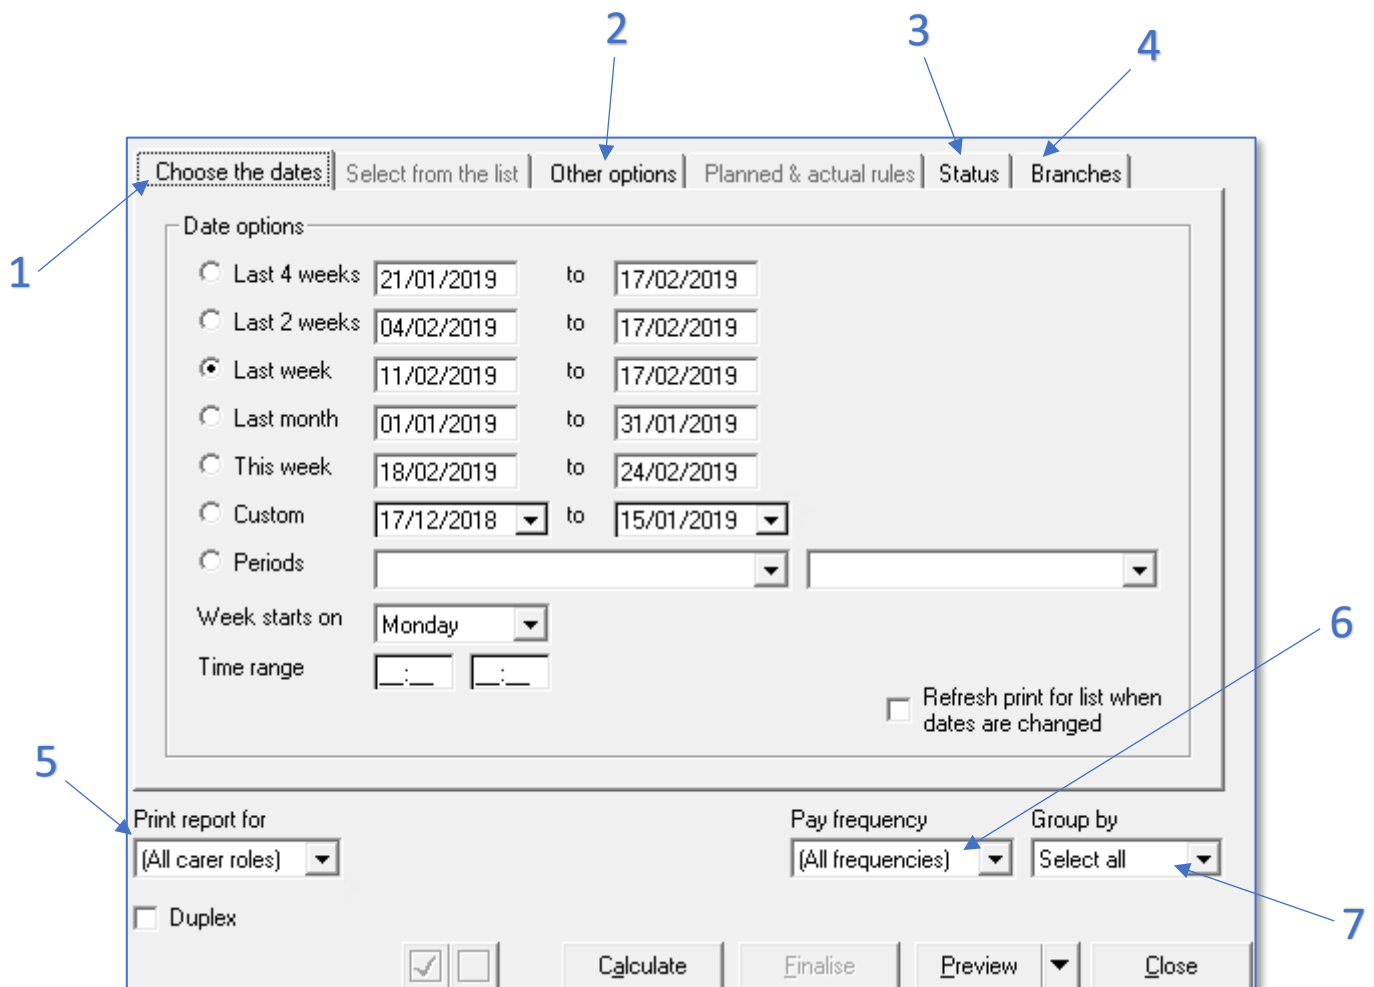 2
3
4
Choose the dates Select from the list Other options Planned & actual rules Status Branches
1
Date options
Last 4 weeks 21/01/2019 to 17/02/2019
Last 2 weeks 04/02/2019 to 17/02/2019
Last week 11/02/2019 to 17/02/2019
Last month 01/01/2019 to 31/01/2019
This week 18/02/2019 to 24/02/2019
Custom 17/12/2018 to 15/01/2019
Periods
Week starts on Monday
6
Time range __:__ __:__
Refresh print for list when
dates are changed
5
Print report for Pay frequency Group by
(All carer roles) (All frequencies) Select all
7
Duplex
Calculate Finalise Preview Close